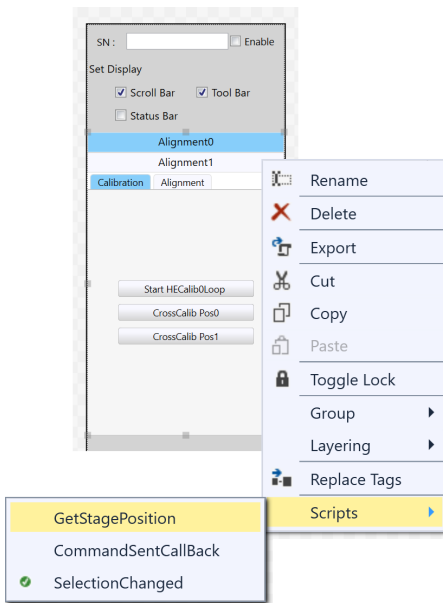 SN :
Enable
Set Display
Scroll Bar
Tool Bar
Status Bar
Alignment0
Alignment1
Calibration
Alignment
Start HECalib0Loop
CrossCalib Pos0
CrossCalib Pos1
Rename
Delete
Export
Cut
Copy
Paste
Toggle Lock
Group
Layering
Replace Tags
Scripts
GetStagePosition
CommandSentCallBack
SelectionChanged